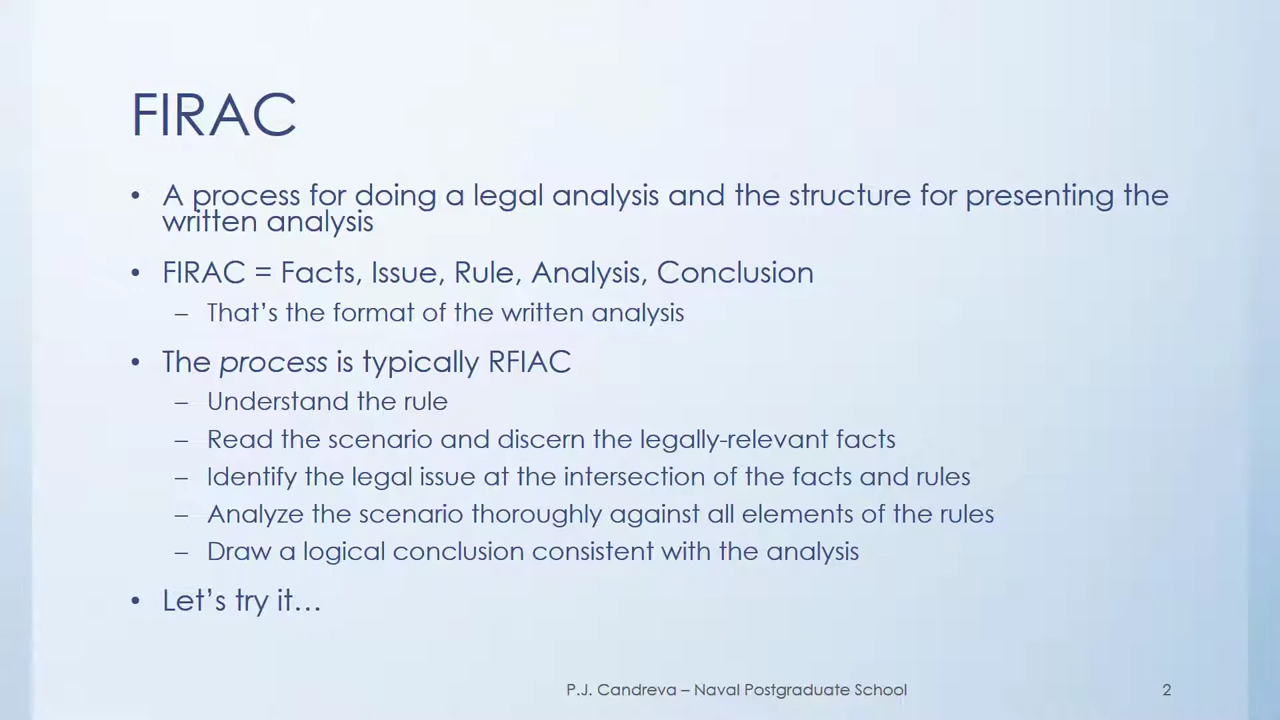 FIRAC
• A process for doing a legal analysis and the structure for presenting the
written analysis
• FIRAC = Facts, Issue, Rule, Analysis, Conclusion
– That’s the format of the written analysis
• The process is typically RFIAC
– Understand the rule
– Read the scenario and discern the legally-relevant facts
– Identify the legal issue at the intersection of the facts and rules
– Analyze the scenario thoroughly against all elements of the rules
– Draw a logical conclusion consistent with the analysis
• Let’s try it…
P.J. Candreva – Naval Postgraduate School 2